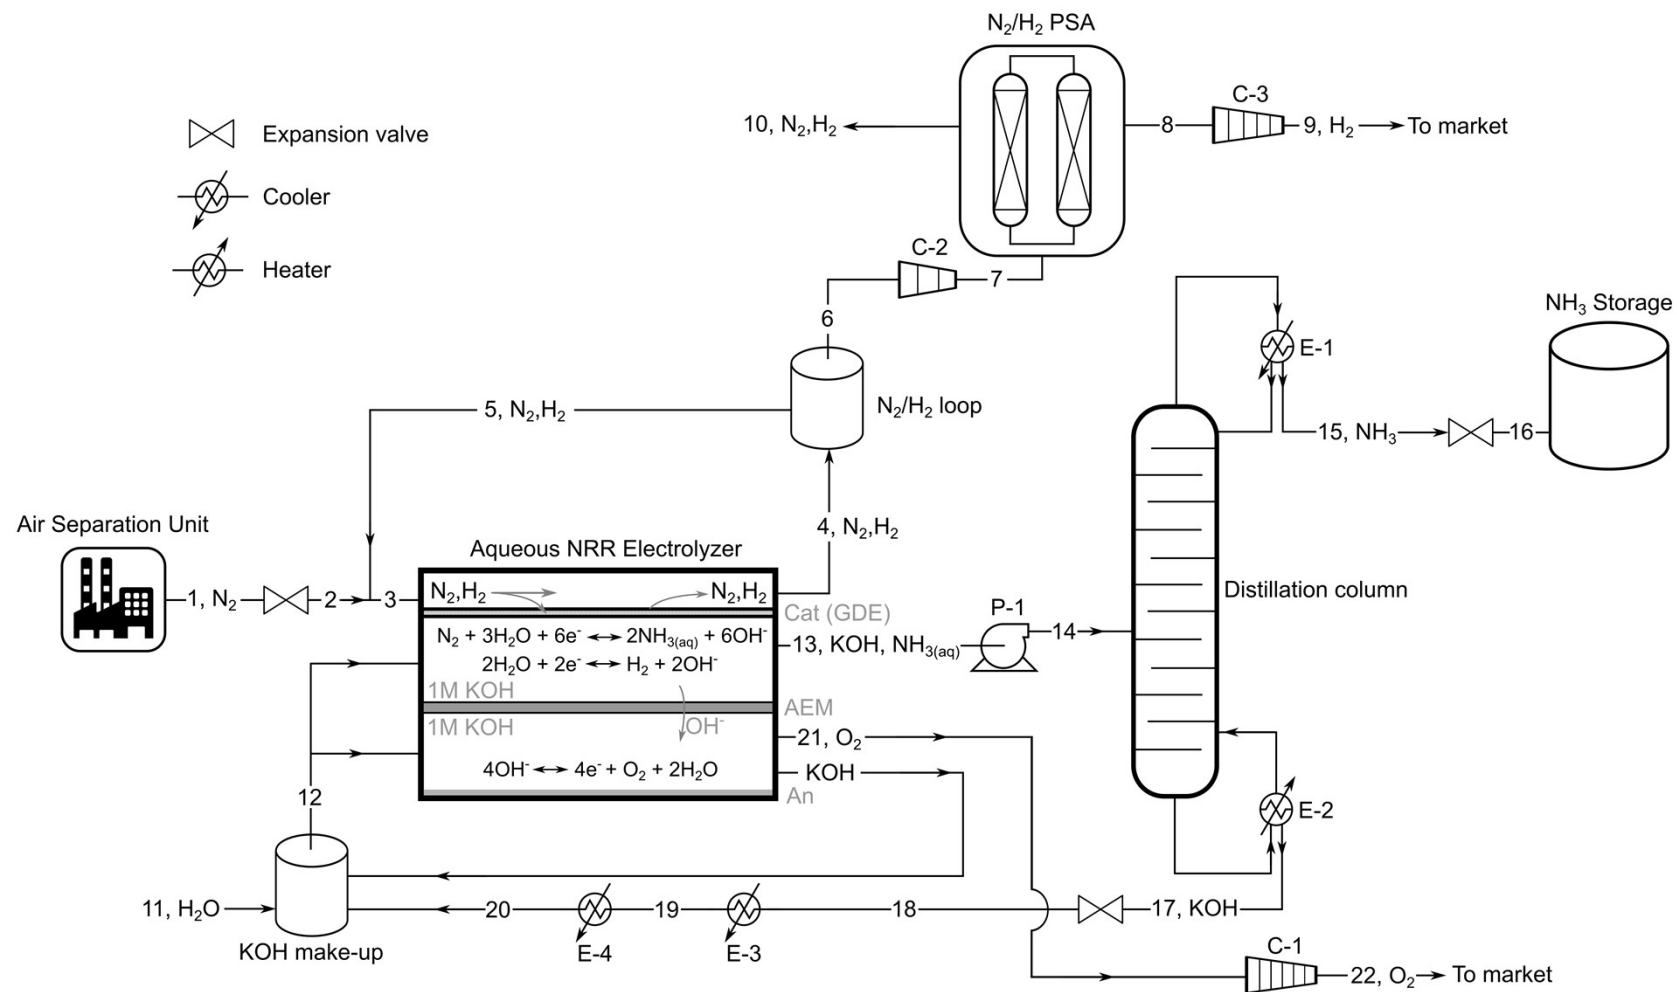 N₂/H₂ PSA
C-3
10, N₂,H₂
8
9, H₂
To market
Expansion valve
Cooler
Heater
C-2
7
6
NH₃ Storage
E-1
5, N₂,H₂
N₂/H₂ loop
15, NH₃
16
Air Separation Unit
4, N₂,H₂
Aqueous NRR Electrolyzer
1, N₂
2
3
N₂,H₂
N₂,H₂
Cat (GDE)
Distillation column
P-1
N₂ + 3H₂O + 6e⁻ ↔ 2NH₃₍aq₎ + 6OH⁻
13, KOH, NH₃₍aq₎
14
2H₂O + 2e⁻ ↔ H₂ + 2OH⁻
1M KOH
AEM
1M KOH
OH⁻
21, O₂
4OH⁻ ↔ 4e⁻ + O₂ + 2H₂O
KOH
An
12
E-2
11, H₂O
20
19
18
17, KOH
KOH make-up
E-4
E-3
C-1
22, O₂
To market